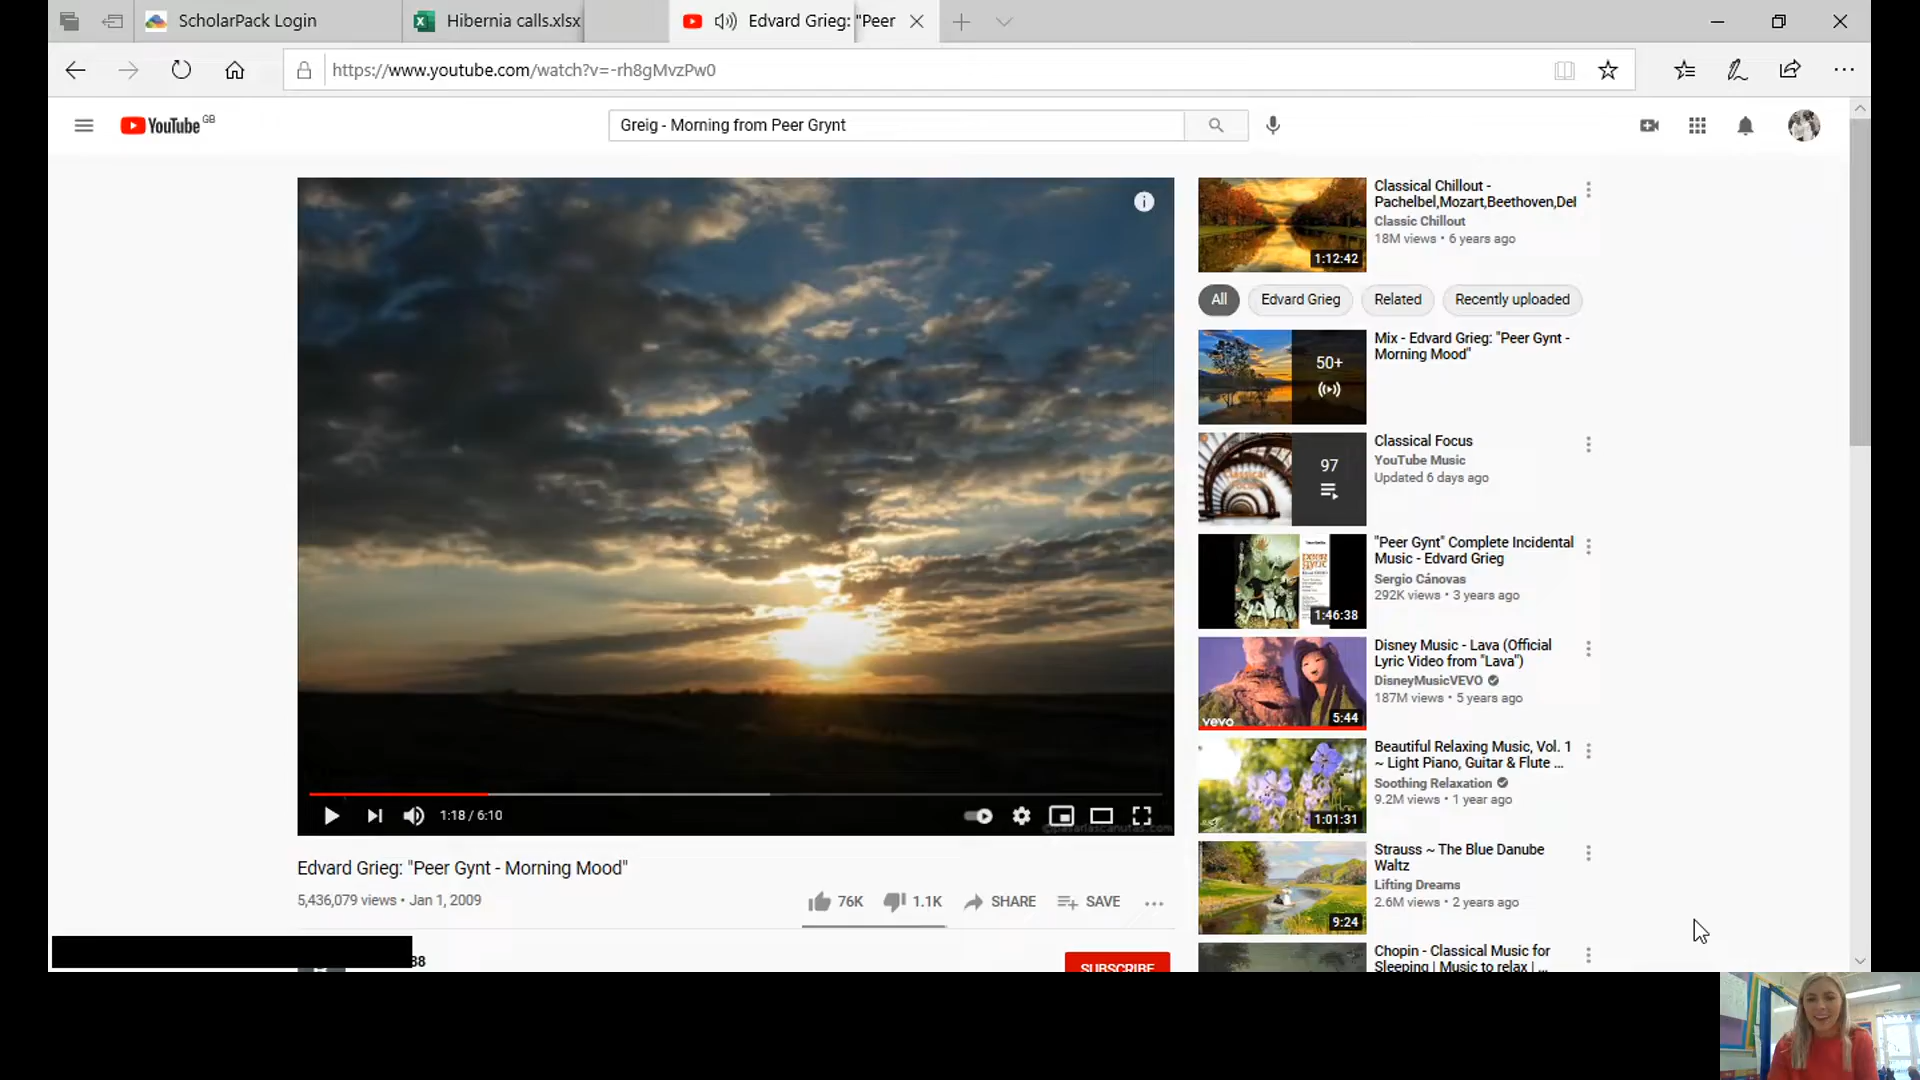 ScholarPack Login
Hibernia calls.xlsx
Edvard Grieg: "Peer
https://www.youtube.com/watch?v=-rh8gMvzPw0
YouTube GB
Greig - Morning from Peer Grynt
Classical Chillout -
Pachelbel,Mozart,Beethoven,Del
Classic Chillout
18M views • 6 years ago
1:12:42
All
Edvard Grieg
Related
Recently uploaded
Mix - Edvard Grieg: "Peer Gynt -
Morning Mood"
50+
Classical Focus
YouTube Music
Updated 6 days ago
97
"Peer Gynt" Complete Incidental
Music - Edvard Grieg
Sergio Cánovas
292K views • 3 years ago
1:46:38
Disney Music - Lava (Official
Lyric Video from "Lava")
DisneyMusicVEVO
187M views • 5 years ago
vevo
5:44
Beautiful Relaxing Music, Vol. 1
~ Light Piano, Guitar & Flute ...
Soothing Relaxation
9.2M views • 1 year ago
1:01:31
Strauss ~ The Blue Danube
Waltz
Lifting Dreams
2.6M views • 2 years ago
9:24
Chopin - Classical Music for
Sleeping | Music to relax | ...
1:18 / 6:10
Edvard Grieg: "Peer Gynt - Morning Mood"
5,436,079 views • Jan 1, 2009
76K
1.1K
SHARE
SAVE
88
SUBSCRIBE